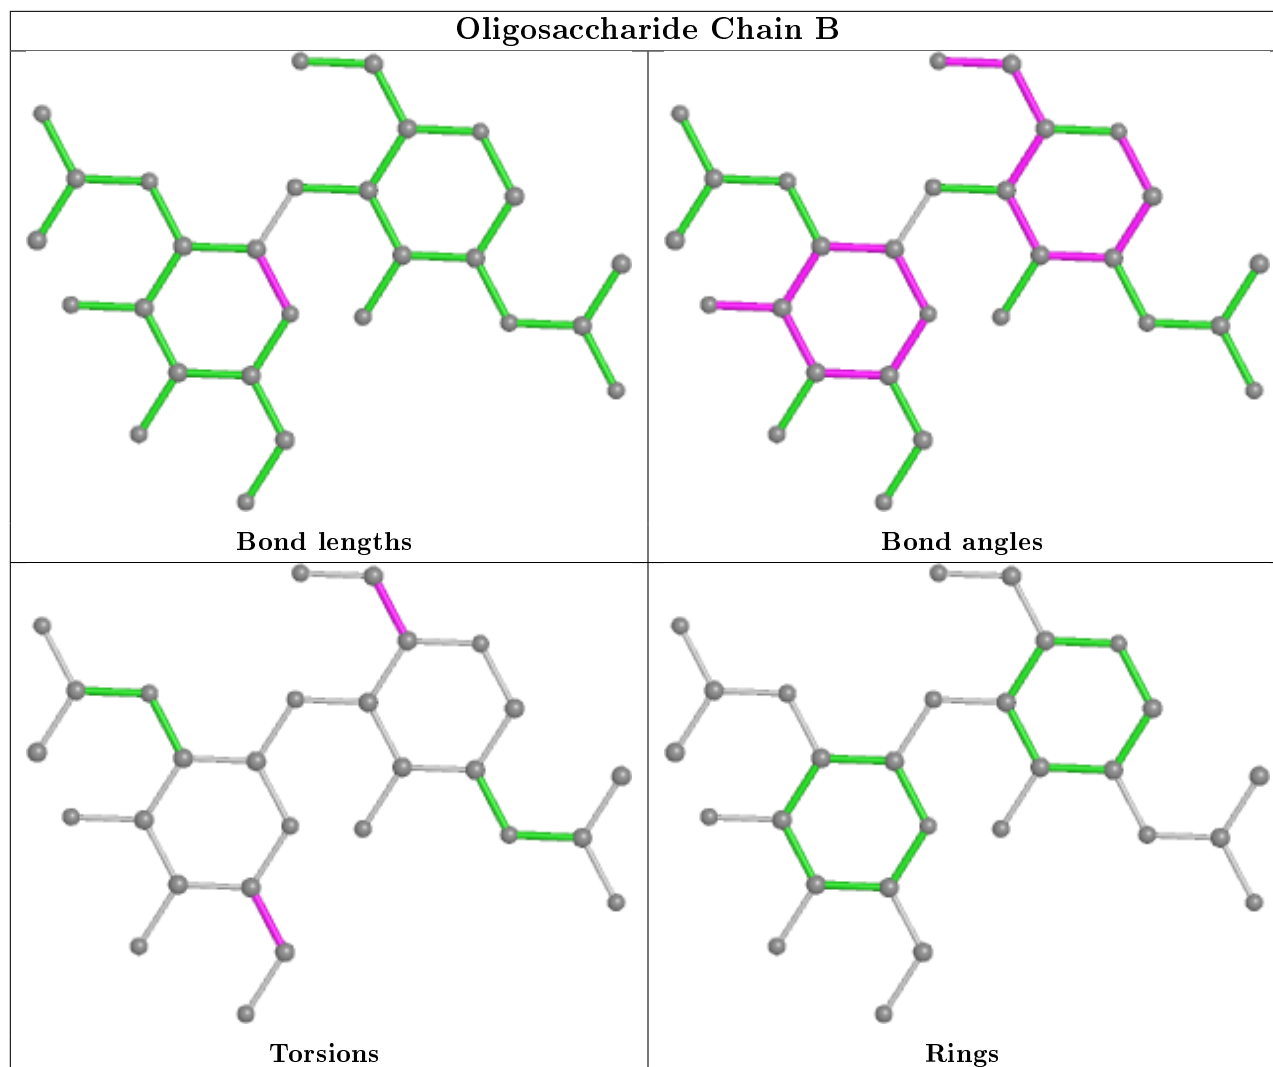 Oligosaccharide Chain B
Bond lengths
Bond angles
Torsions
Rings